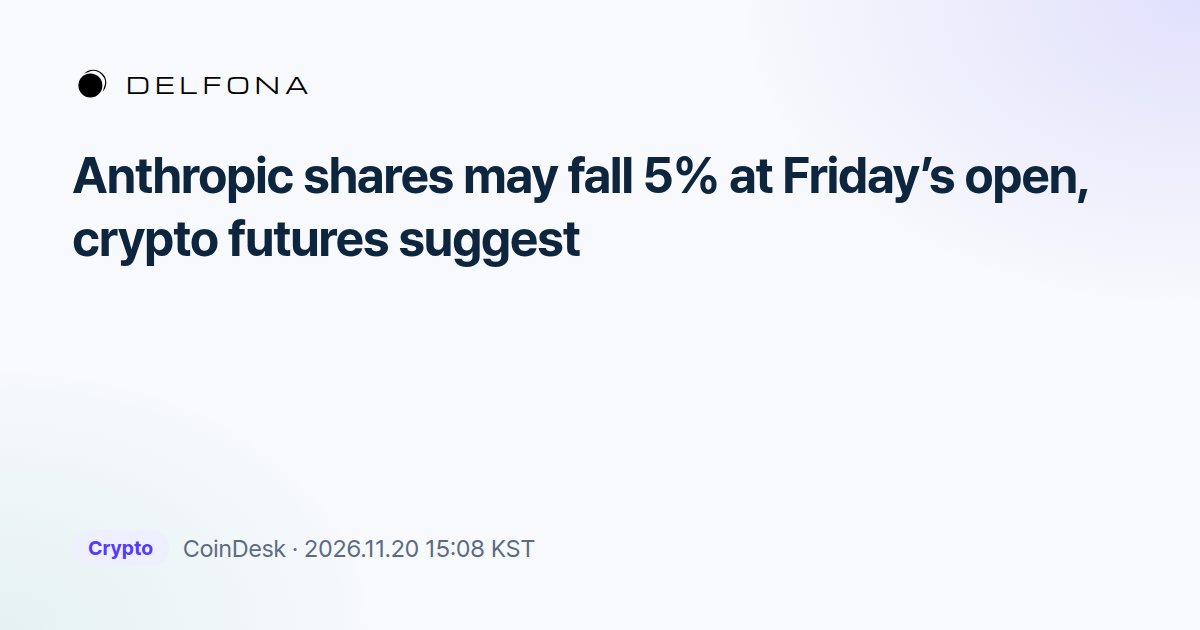 DELFONA
Anthropic shares may fall 5% at Friday’s open,
crypto futures suggest
Crypto CoinDesk · 2026.11.20 15:08 KST